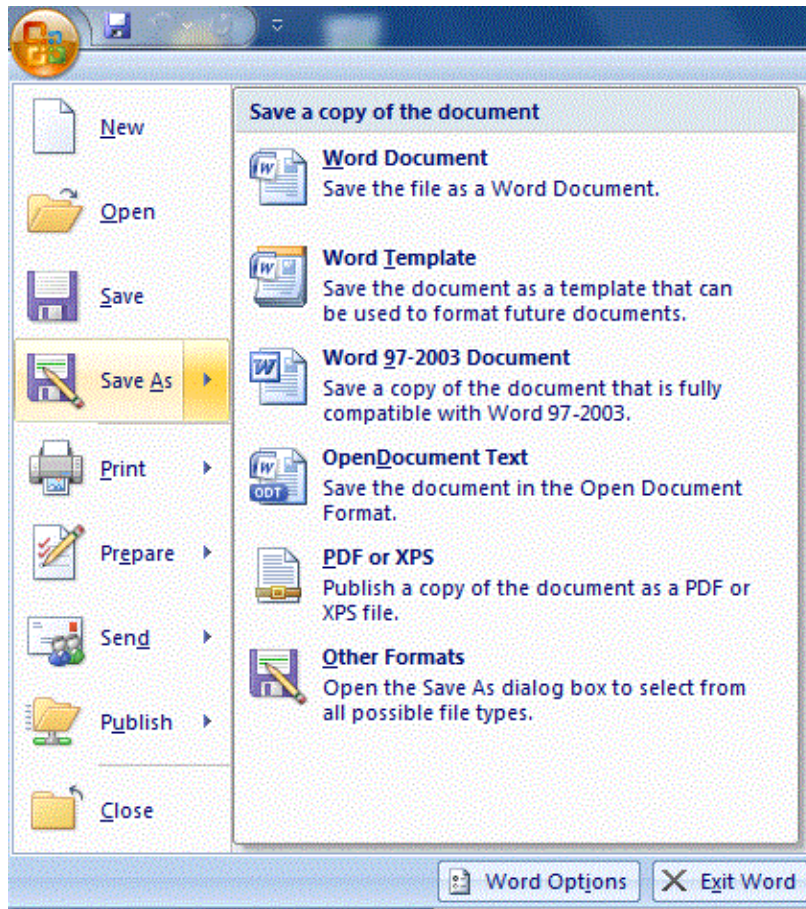 New
Open
Save
Save As
Print
Prepare
Send
Publish
Close
Save a copy of the document
Word Document
Save the file as a Word Document.
Word Template
Save the document as a template that can
be used to format future documents.
Word 97-2003 Document
Save a copy of the document that is fully
compatible with Word 97-2003.
OpenDocument Text
ODT
Save the document in the Open Document
Format.
PDF or XPS
Publish a copy of the document as a PDF or
XPS file.
Other Formats
Open the Save As dialog box to select from
all possible file types.
Word Options
Exit Word